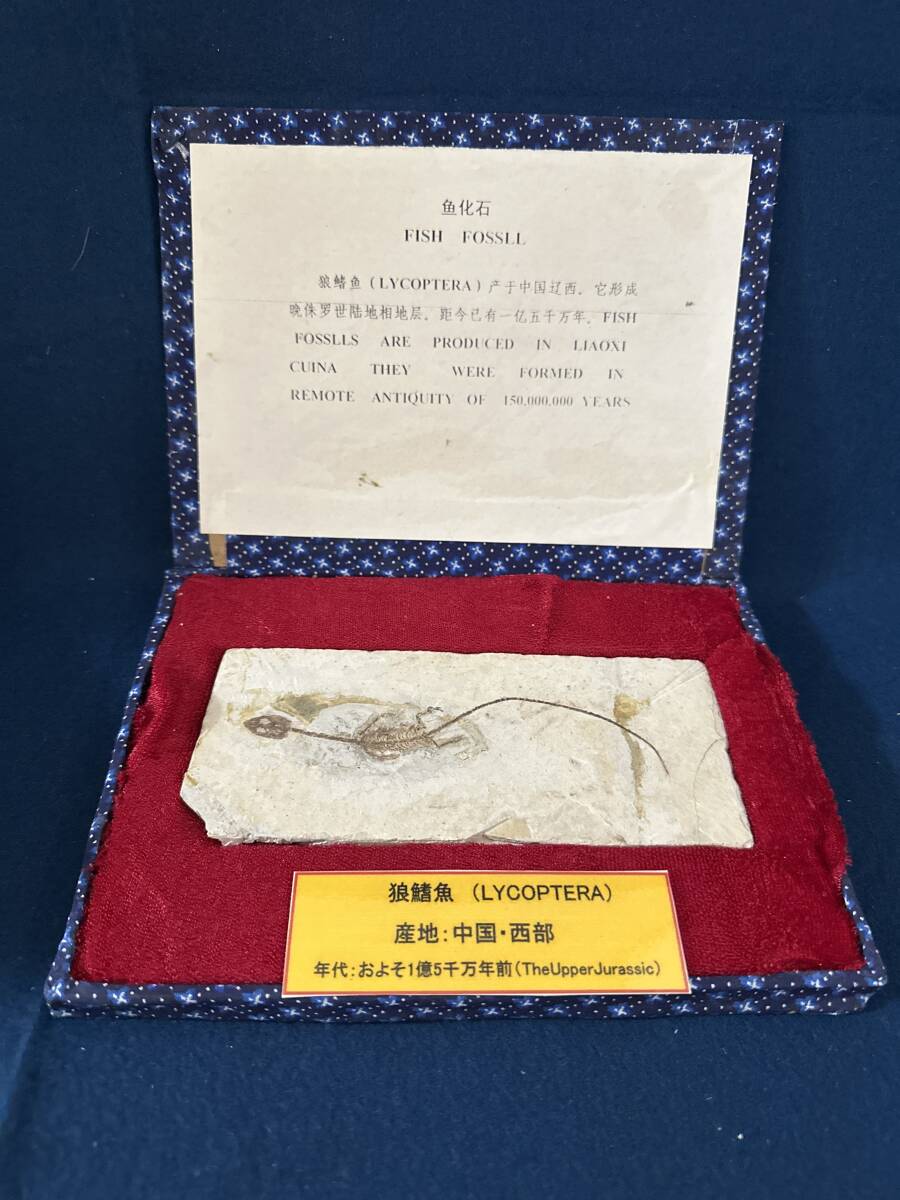 鱼化石
FISH FOSSLL
狼鳍鱼(LYCOPTERA)产于中国辽西。它形成
晚侏罗世陆地相地层。距今已有一亿五千万年。FISH
FOSSLLS ARE PRODUCED IN LIAOXI
CUINA THEY WERE FORMED IN
REMOTE ANTIQUITY OF 150,000,000 YEARS
狼鰭魚 (LYCOPTERA)
産地:中国・西部
年代:およそ1億5千万年前(TheUpperJurassic)